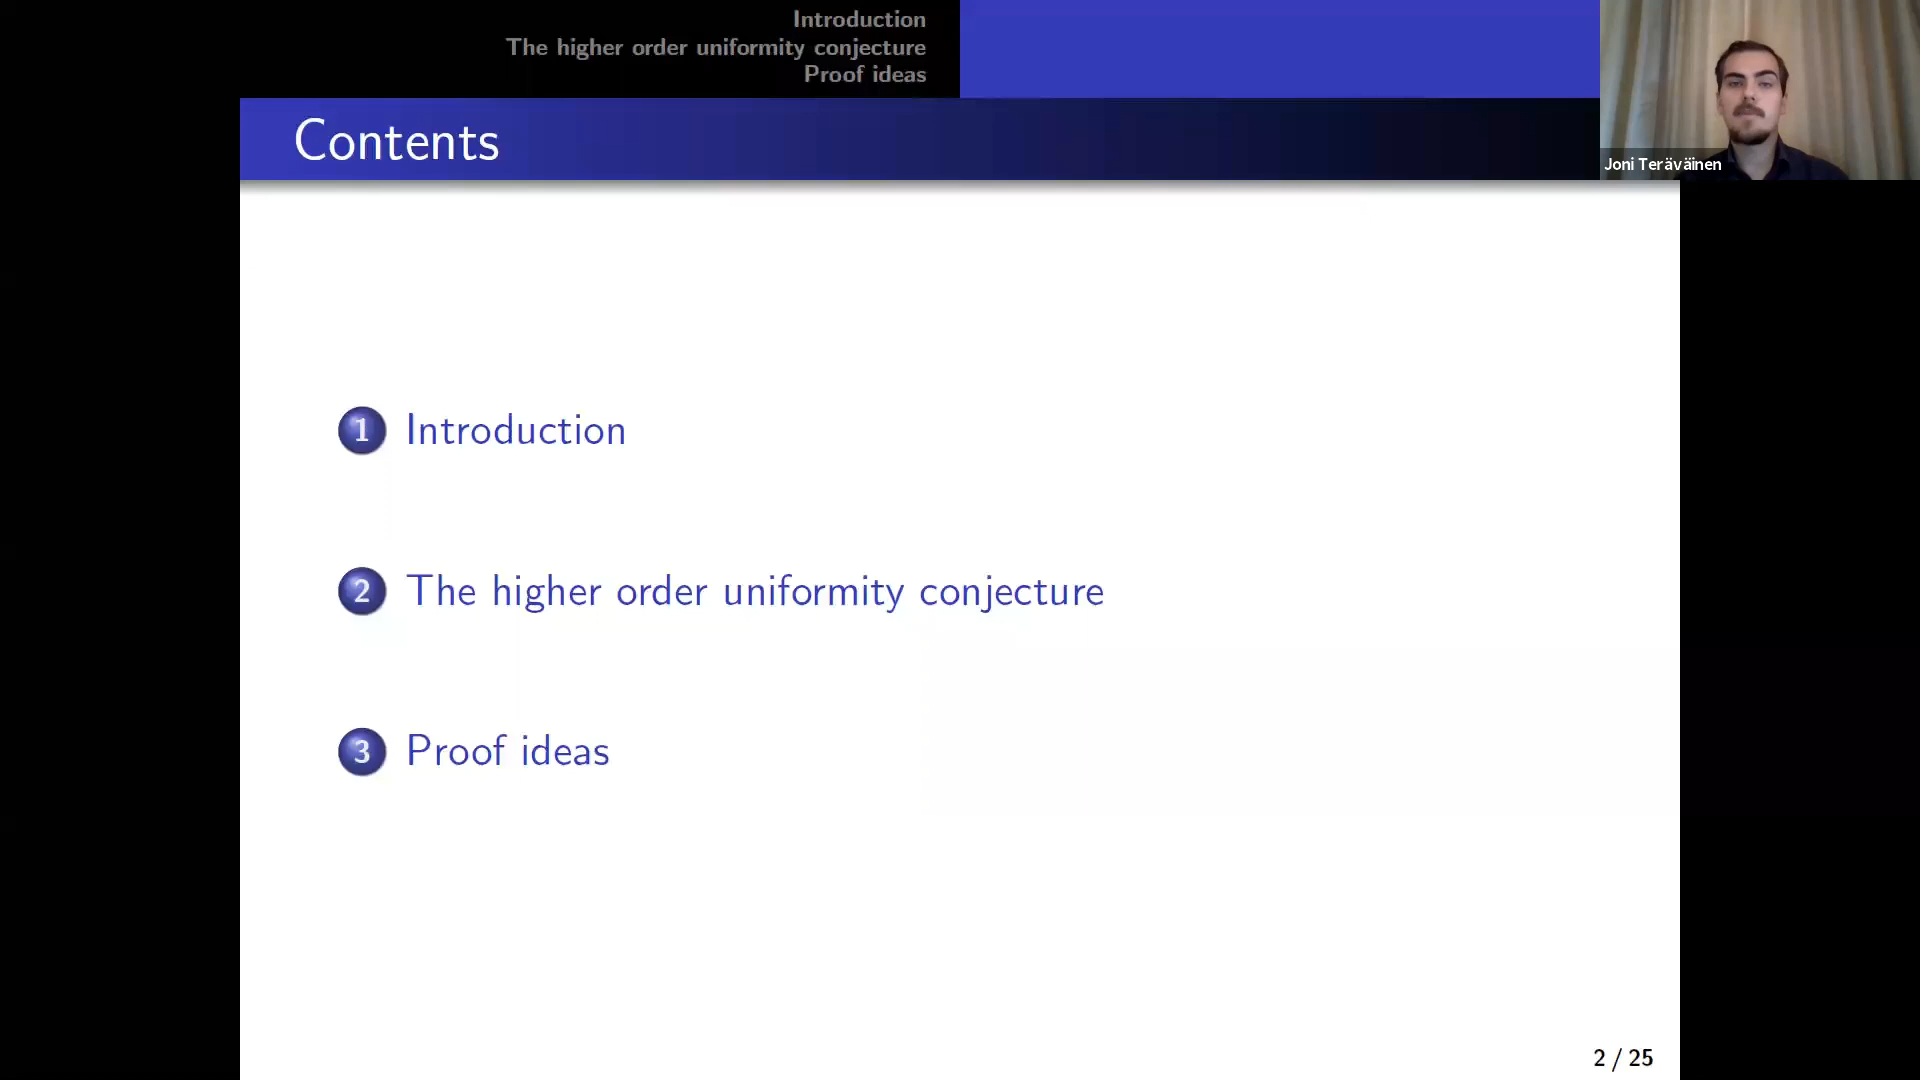 Introduction
The higher order uniformity conjecture
Proof ideas
Contents
Joni Teräväinen
1 Introduction
2 The higher order uniformity conjecture
3 Proof ideas
2 / 25